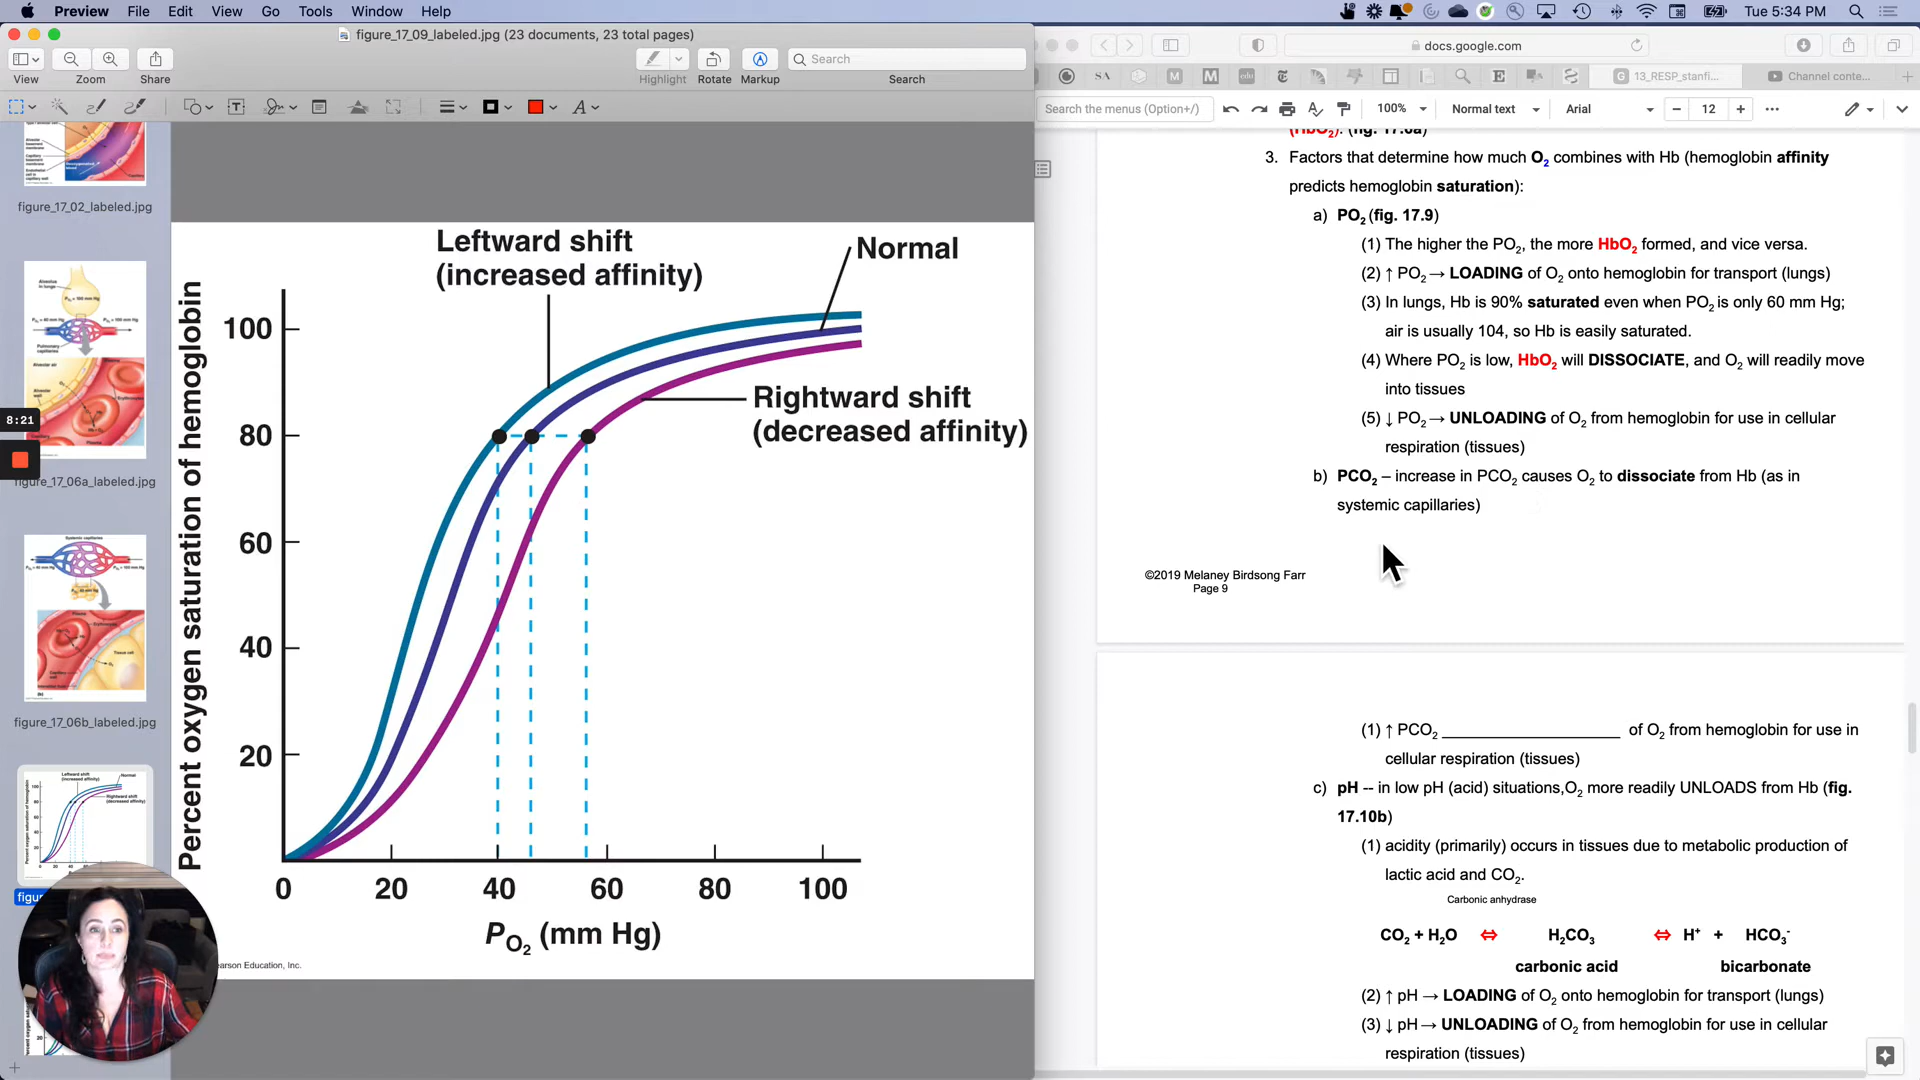 Preview File Edit View Go Tools Window Help
Tue 5:34 PM
figure_17_09_labeled.jpg (23 documents, 23 total pages)
View Zoom Share
Highlight Rotate Markup
Search
Search
figure_17_02_labeled.jpg
figure_17_06a_labeled.jpg
figure_17_06b_labeled.jpg
8:21
Leftward shift
(increased affinity)
Normal
Rightward shift
(decreased affinity)
Percent oxygen saturation of hemoglobin
100
80
60
40
20
0 20 40 60 80 100
PO₂ (mm Hg)
earson Education, Inc.
docs.google.com
13_RESP_stanfi...
Channel conte...
Search the menus (Option+/)
100% Normal text Arial 12
(HbO₂). (fig. 17.6a)
3. Factors that determine how much O₂ combines with Hb (hemoglobin affinity
predicts hemoglobin saturation):
a) PO₂ (fig. 17.9)
(1) The higher the PO₂, the more HbO₂ formed, and vice versa.
(2) ↑ PO₂→ LOADING of O₂ onto hemoglobin for transport (lungs)
(3) In lungs, Hb is 90% saturated even when PO₂ is only 60 mm Hg;
air is usually 104, so Hb is easily saturated.
(4) Where PO₂ is low, HbO₂ will DISSOCIATE, and O₂ will readily move
into tissues
(5) ↓ PO₂→ UNLOADING of O₂ from hemoglobin for use in cellular
respiration (tissues)
b) PCO₂ – increase in PCO₂ causes O₂ to dissociate from Hb (as in
systemic capillaries)
©2019 Melaney Birdsong Farr
Page 9
(1) ↑ PCO₂ ______________________ of O₂ from hemoglobin for use in
cellular respiration (tissues)
c) pH -- in low pH (acid) situations,O₂ more readily UNLOADS from Hb (fig.
17.10b)
(1) acidity (primarily) occurs in tissues due to metabolic production of
lactic acid and CO₂.
Carbonic anhydrase
CO₂ + H₂O ⇔ H₂CO₃ ⇔ H⁺ + HCO₃⁻
carbonic acid bicarbonate
(2) ↑ pH → LOADING of O₂ onto hemoglobin for transport (lungs)
(3) ↓ pH→ UNLOADING of O₂ from hemoglobin for use in cellular
respiration (tissues)